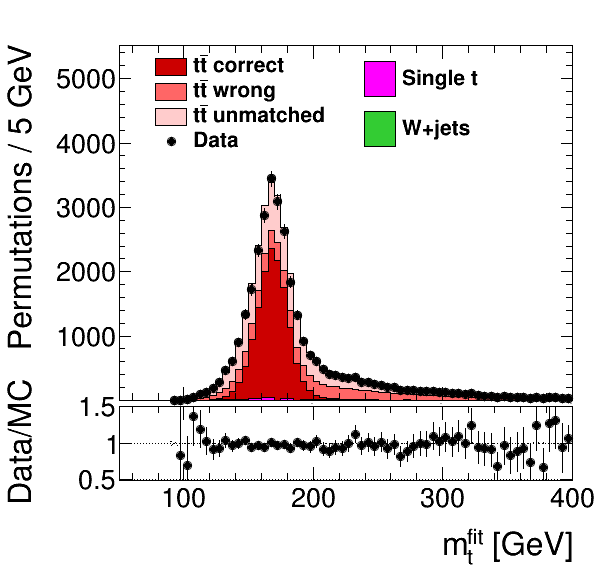 Permutations / 5 GeV
5000
4000
3000
2000
1000
tt̄ correct
tt̄ wrong
tt̄ unmatched
Data
Single t
W+jets
Data/MC
1.5
1
0.5
100 200 300 400
m_t^fit [GeV]